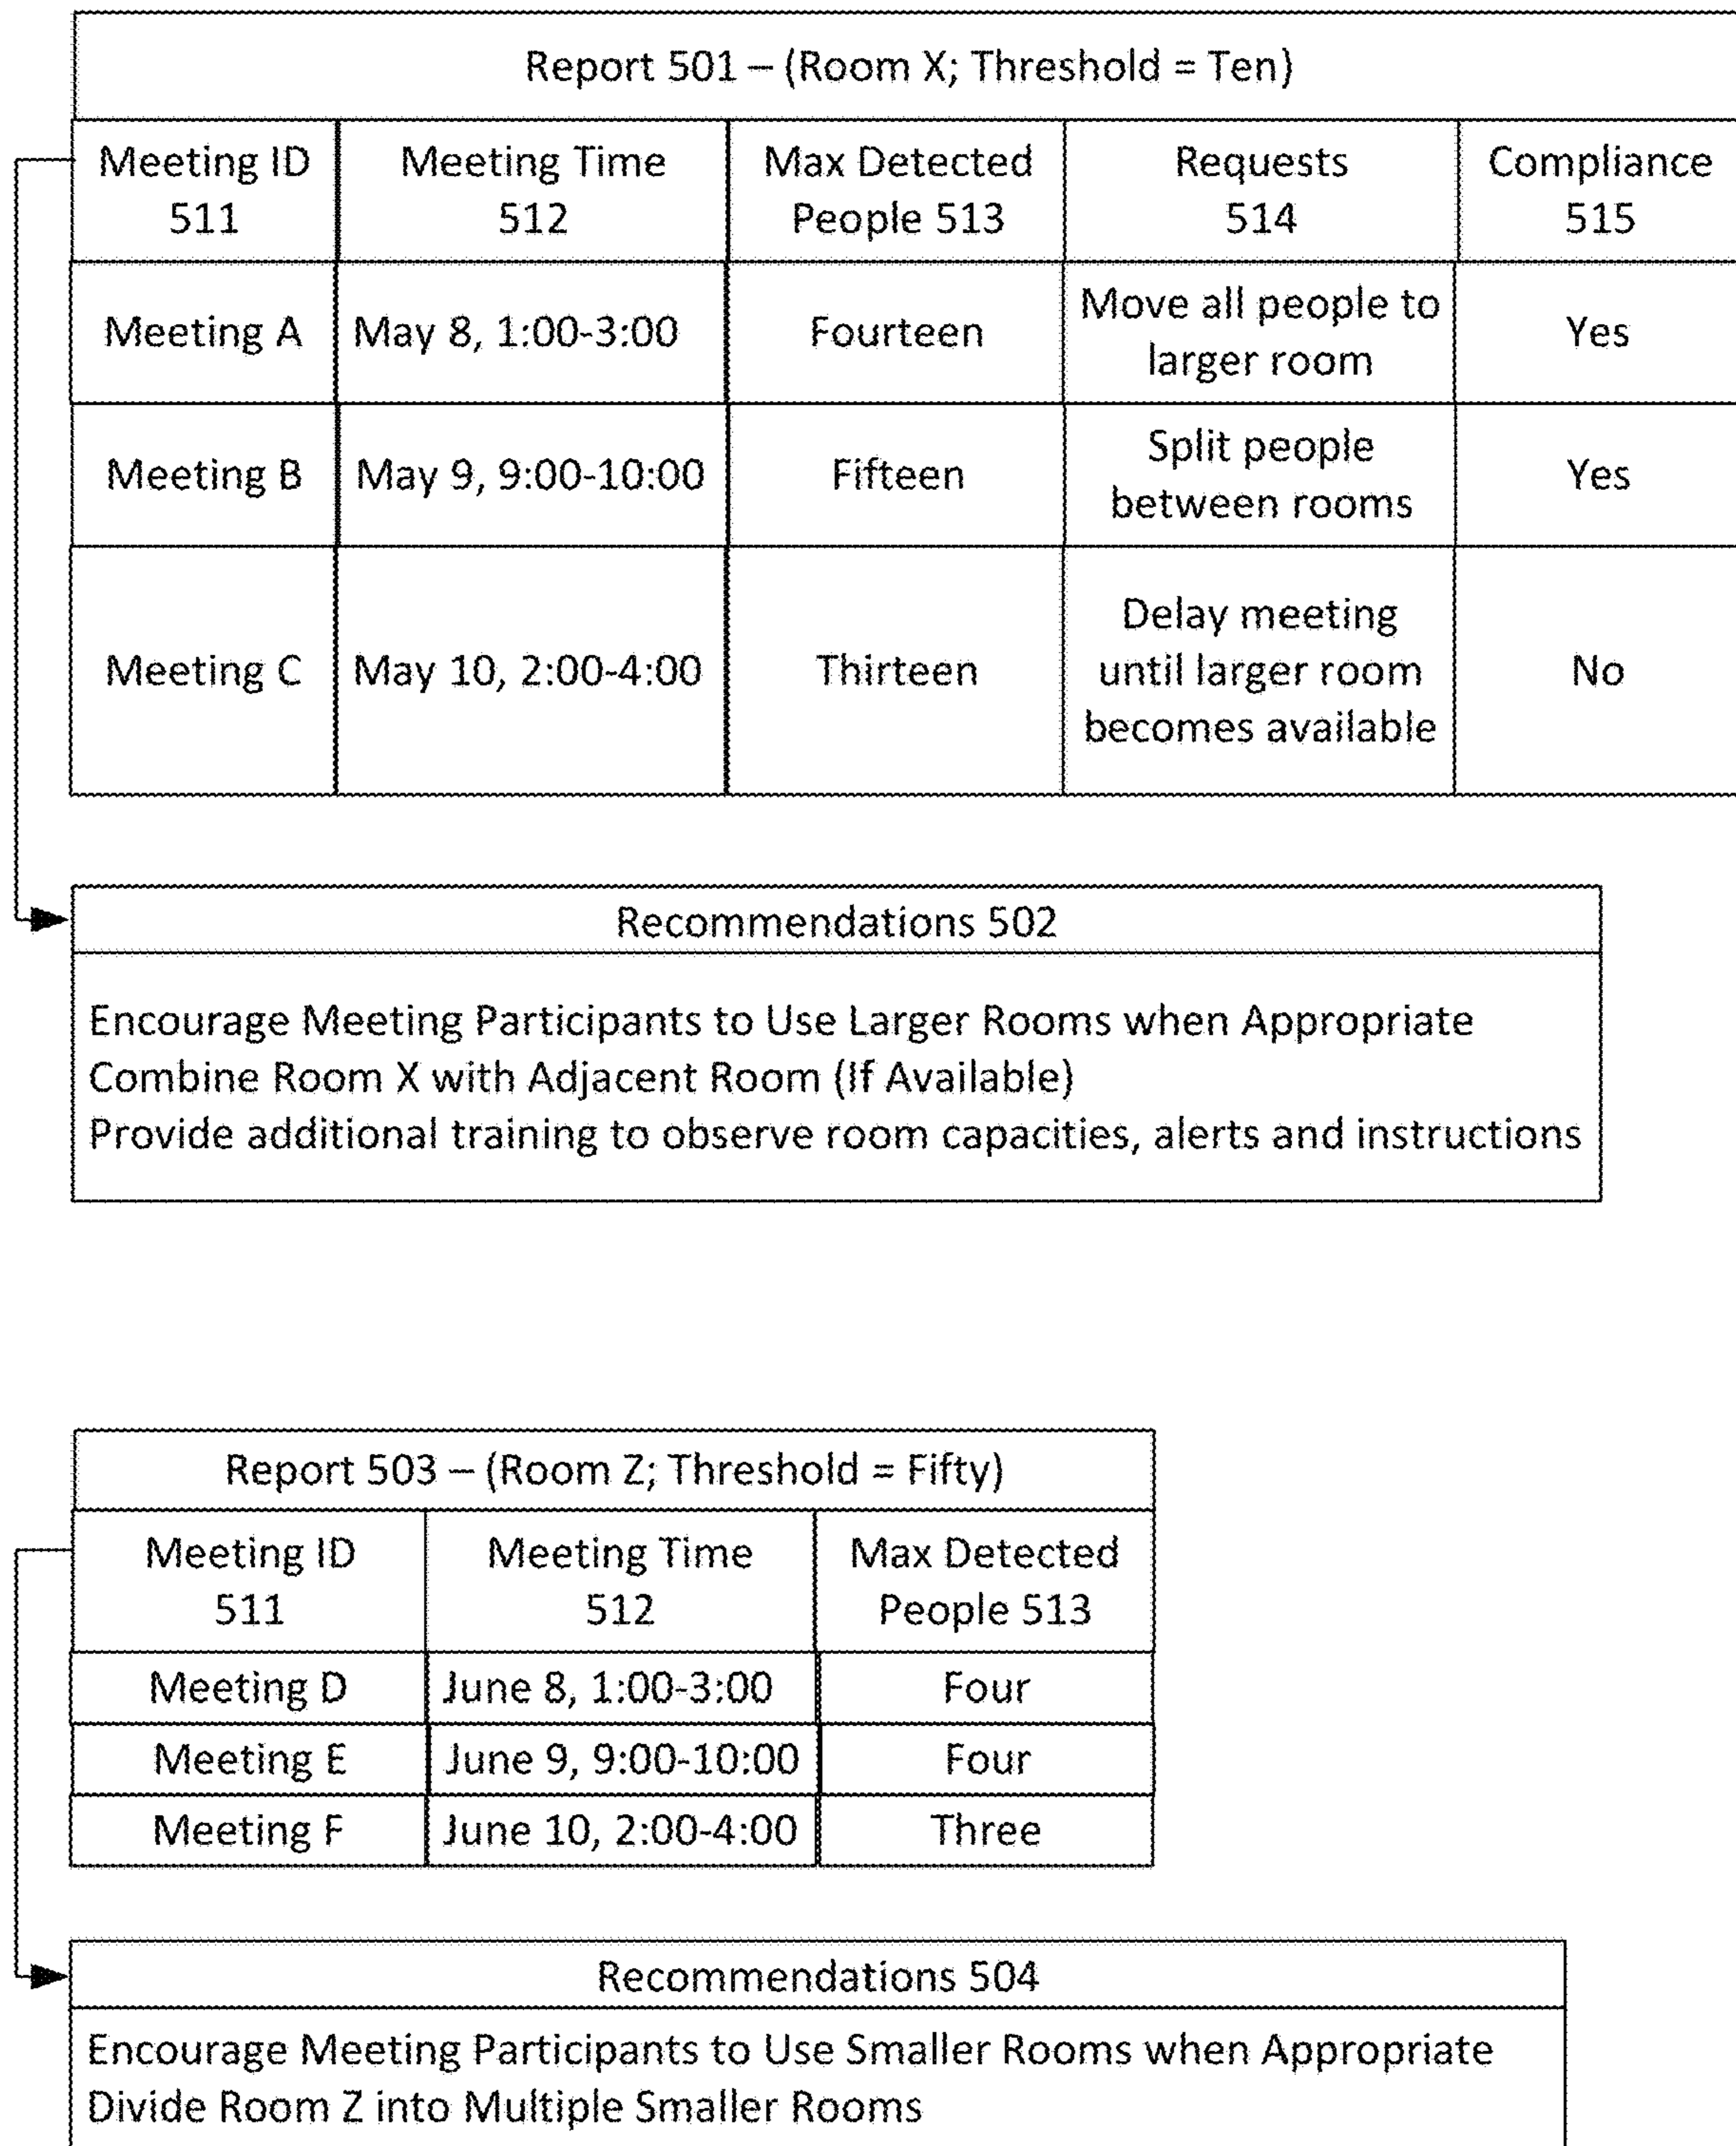 Report 501 – (Room X; Threshold = Ten)
Meeting ID
511
Meeting Time
512
Max Detected
People 513
Requests
514
Compliance
515
Meeting A
May 8, 1:00-3:00
Fourteen
Move all people to
larger room
Yes
Meeting B
May 9, 9:00-10:00
Fifteen
Split people
between rooms
Yes
Meeting C
May 10, 2:00-4:00
Thirteen
Delay meeting
until larger room
becomes available
No
Recommendations 502
Encourage Meeting Participants to Use Larger Rooms when Appropriate
Combine Room X with Adjacent Room (If Available)
Provide additional training to observe room capacities, alerts and instructions
Report 503 – (Room Z; Threshold = Fifty)
Meeting ID
511
Meeting Time
512
Max Detected
People 513
Meeting D
June 8, 1:00-3:00
Four
Meeting E
June 9, 9:00-10:00
Four
Meeting F
June 10, 2:00-4:00
Three
Recommendations 504
Encourage Meeting Participants to Use Smaller Rooms when Appropriate
Divide Room Z into Multiple Smaller Rooms